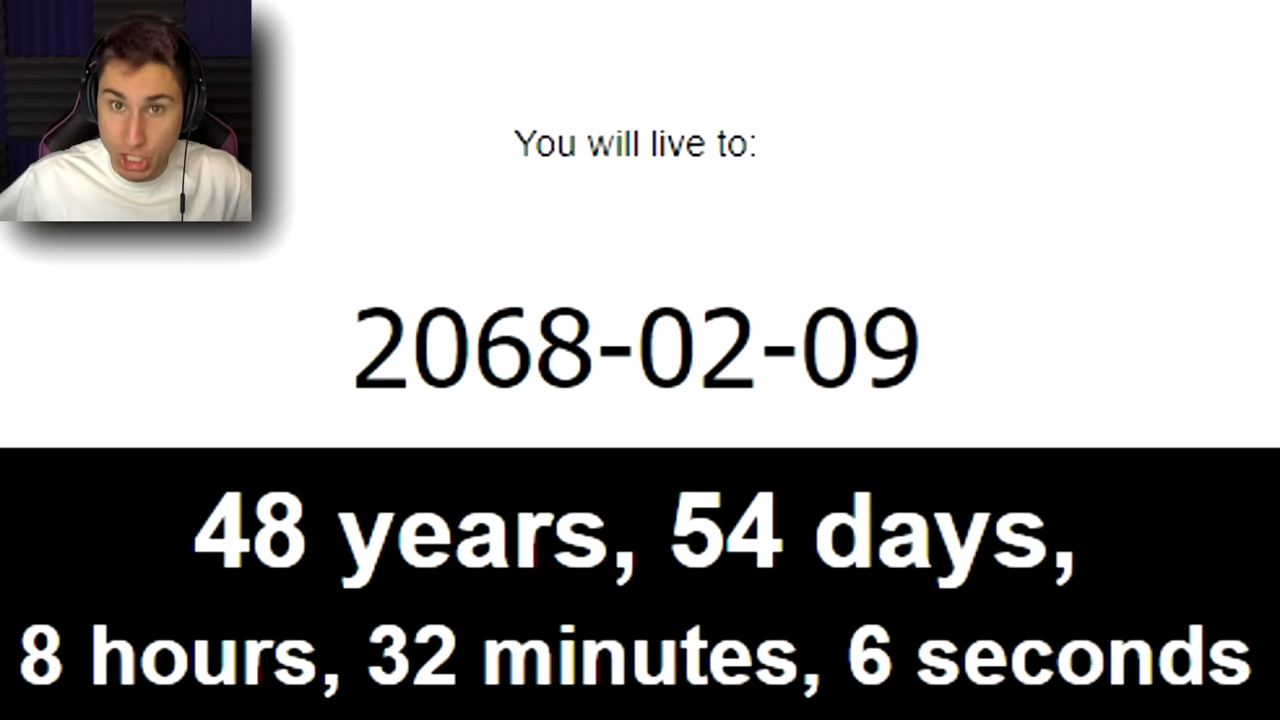 You will live to:
2068-02-09
48 years, 54 days,
8 hours, 32 minutes, 6 seconds